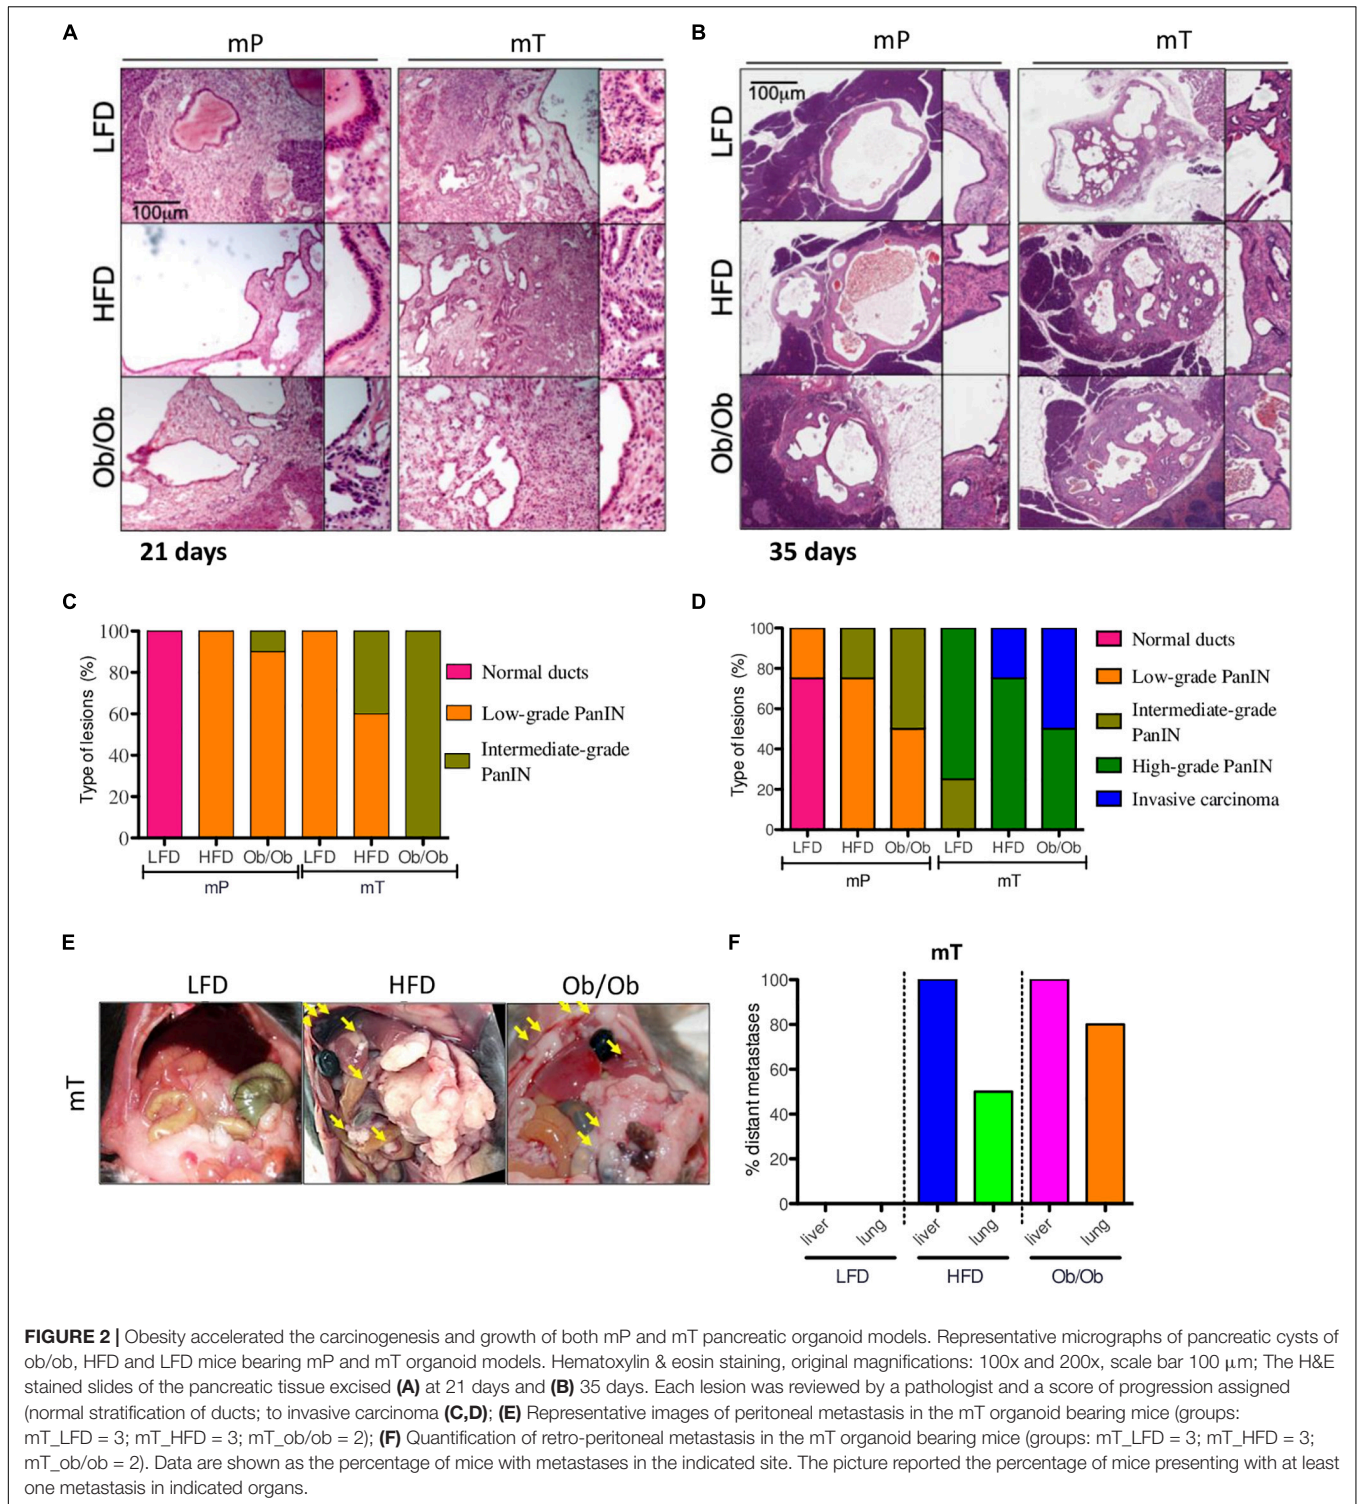 A
mP
mT
LFD
100μm
HFD
Ob/Ob
21 days
B
mP
mT
LFD
100μm
HFD
Ob/Ob
35 days
C
Type of lesions (%)
100
80
60
40
20
0
LFD HFD Ob/Ob LFD HFD Ob/Ob
mP mT
Normal ducts
Low-grade PanIN
Intermediate-grade
PanIN
D
Type of lesions (%)
100
80
60
40
20
0
LFD HFD Ob/Ob LFD HFD Ob/Ob
mP mT
Normal ducts
Low-grade PanIN
Intermediate-grade
PanIN
High-grade PanIN
Invasive carcinoma
E
LFD HFD Ob/Ob
mT
F
mT
% distant metastases
100
80
60
40
20
0
liver lung liver lung liver lung
LFD HFD Ob/Ob
FIGURE 2 | Obesity accelerated the carcinogenesis and growth of both mP and mT pancreatic organoid models. Representative micrographs of pancreatic cysts of
ob/ob, HFD and LFD mice bearing mP and mT organoid models. Hematoxylin & eosin staining, original magnifications: 100x and 200x, scale bar 100 μm; The H&E
stained slides of the pancreatic tissue excised (A) at 21 days and (B) 35 days. Each lesion was reviewed by a pathologist and a score of progression assigned
(normal stratification of ducts; to invasive carcinoma (C,D); (E) Representative images of peritoneal metastasis in the mT organoid bearing mice (groups:
mT_LFD = 3; mT_HFD = 3; mT_ob/ob = 2); (F) Quantification of retro-peritoneal metastasis in the mT organoid bearing mice (groups: mT_LFD = 3; mT_HFD = 3;
mT_ob/ob = 2). Data are shown as the percentage of mice with metastases in the indicated site. The picture reported the percentage of mice presenting with at least
one metastasis in indicated organs.